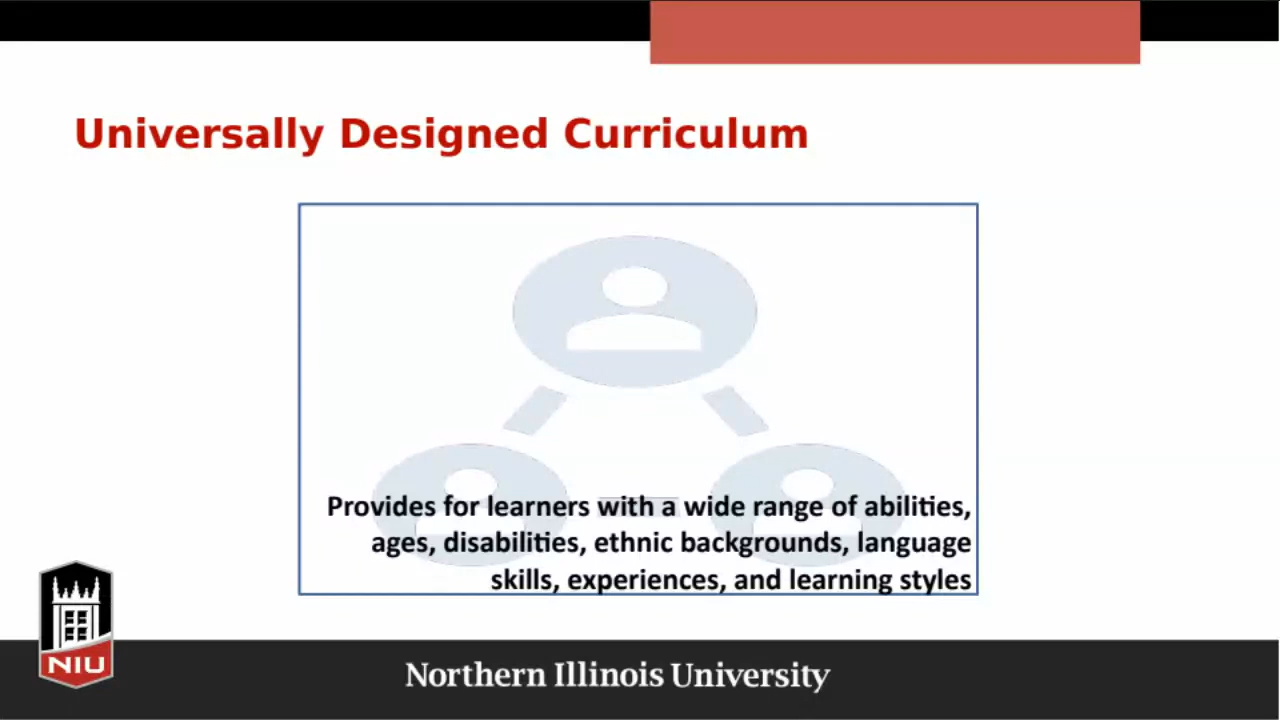 Universally Designed Curriculum
Provides for learners with a wide range of abilities,
ages, disabilities, ethnic backgrounds, language
skills, experiences, and learning styles
NIU
Northern Illinois University